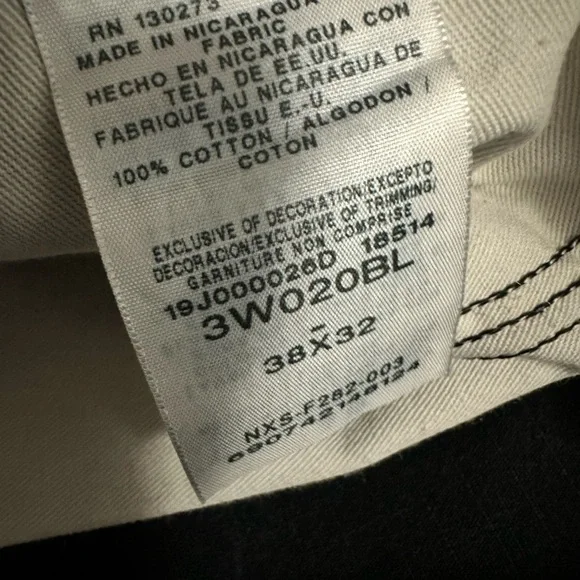 RN 130273
MADE IN NICARAGUA
FABRIC
HECHO EN NICARAGUA CON
TELA DE EE.UU.
FABRIQUE AU NICARAGUA DE
TISSU E.-U.
100% COTTON / ALGODON /
COTON
EXCLUSIVE OF DECORATION/EXCEPTO
DECORACION/EXCLUSIVE OF TRIMMING/
GARNITURE NON COMPRISE
19J000026D 18514
3W020BL
38X32
NXS-F282-003